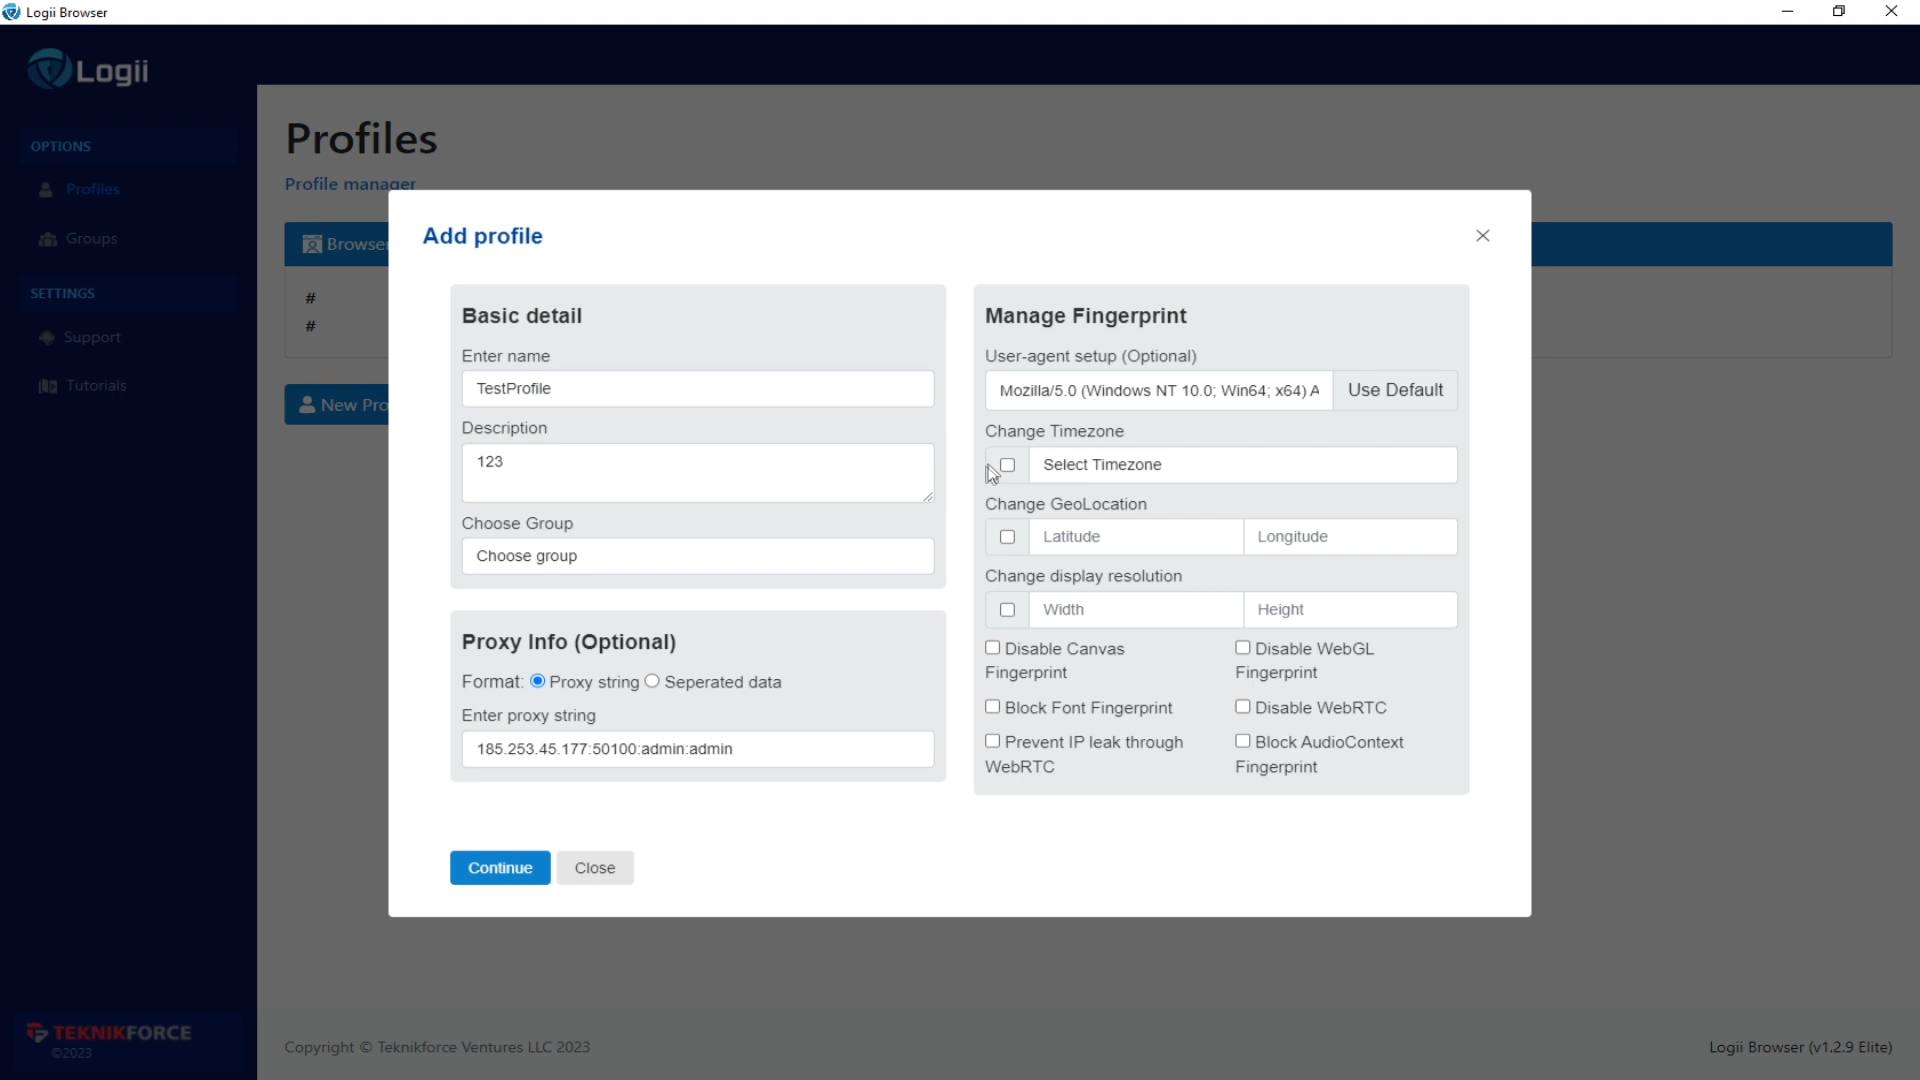 Logii Browser
Logii
OPTIONS
Profiles
Groups
SETTINGS
Support
Tutorials
TEKNIKFORCE
©2023
Profiles
Profile manager
Browser
#
#
New Pro
Add profile
Basic detail
Enter name
TestProfile
Description
123
Choose Group
Choose group
Proxy Info (Optional)
Format: Proxy string Seperated data
Enter proxy string
185.253.45.177:50100:admin:admin
Manage Fingerprint
User-agent setup (Optional)
Mozilla/5.0 (Windows NT 10.0; Win64; x64) A Use Default
Change Timezone
Select Timezone
Change GeoLocation
Latitude Longitude
Change display resolution
Width Height
Disable Canvas
Fingerprint
Disable WebGL
Fingerprint
Block Font Fingerprint
Disable WebRTC
Prevent IP leak through
WebRTC
Block AudioContext
Fingerprint
Continue Close
Copyright © Teknikforce Ventures LLC 2023
Logii Browser (v1.2.9 Elite)